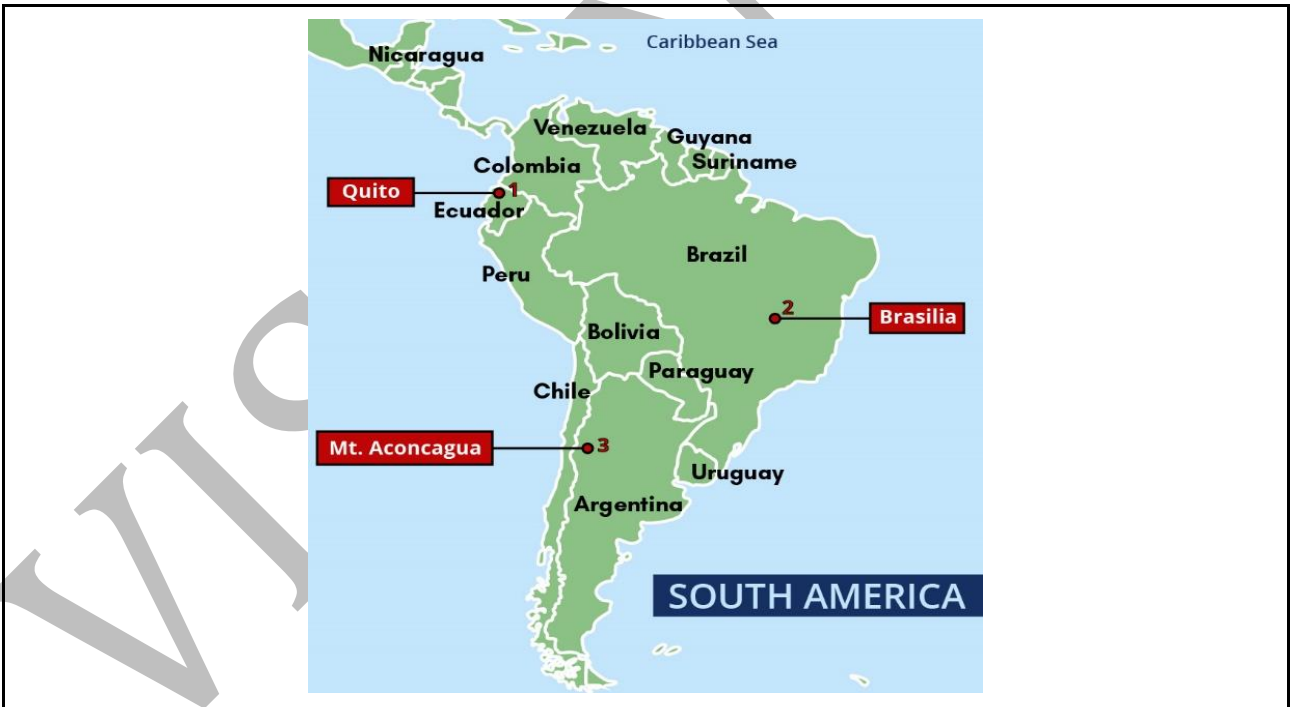 Caribbean Sea
Nicaragua
Venezuela
Guyana
Colombia
Suriname
Quito
1
Ecuador
Brazil
Peru
2
Brasilia
Bolivia
Paraguay
Chile
Mt. Aconcagua
3
Uruguay
Argentina
SOUTH AMERICA
VIS